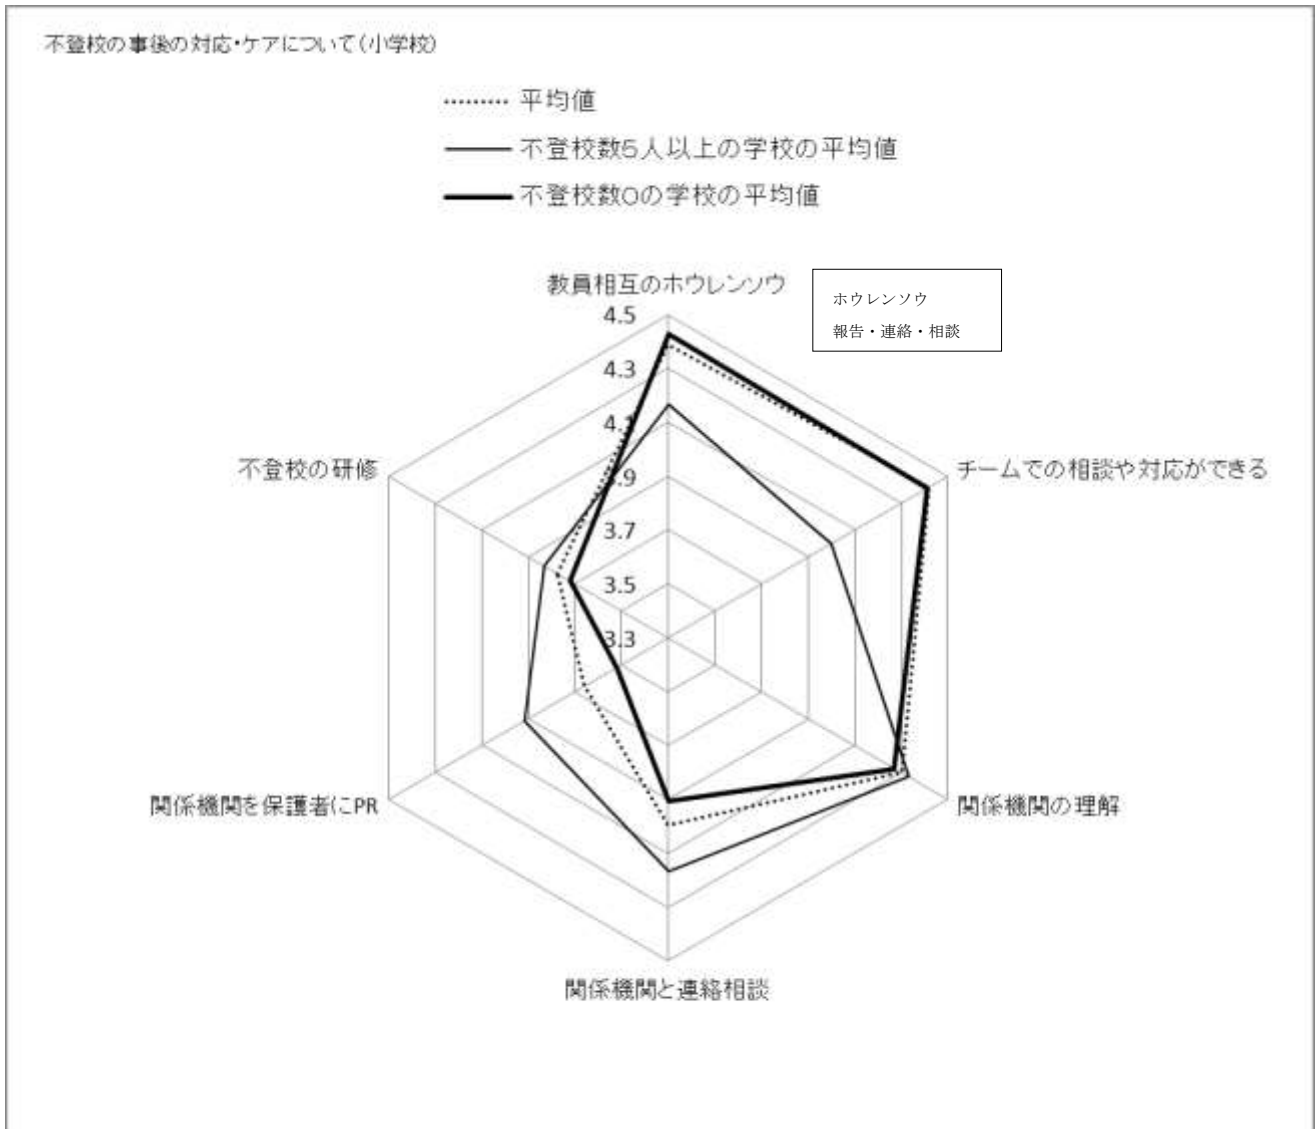 不登校の事後の対応・ケアについて(小学校)
平均値
不登校数5人以上の学校の平均値
不登校数0の学校の平均値
教員相互のホウレンソウ
ホウレンソウ
報告・連絡・相談
4.5
4.3
4.1
3.9
3.7
3.5
3.3
不登校の研修
チームでの相談や対応ができる
関係機関を保護者にPR
関係機関の理解
関係機関と連絡相談